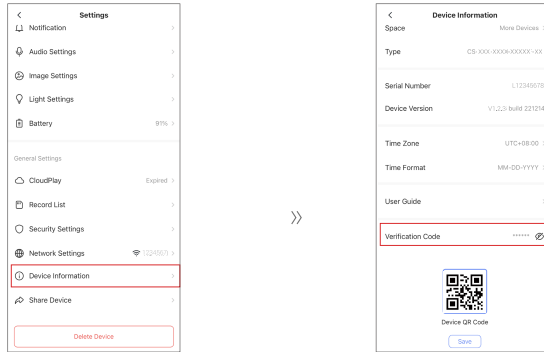 Settings
Notification
Audio Settings
Image Settings
Light Settings
Battery 91%
General Settings
CloudPlay Expired
Record List
Security Settings
Network Settings
Device Information
Share Device
Delete Device
Device Information
Space More Devices
Type CS-XXX-XXXX-XXXXX-XX
Serial Number L12345678
Device Version V1.2.3 build 221214
Time Zone UTC+08:00
Time Format MM-DD-YYYY
User Guide
Verification Code ******
Device QR Code
Save